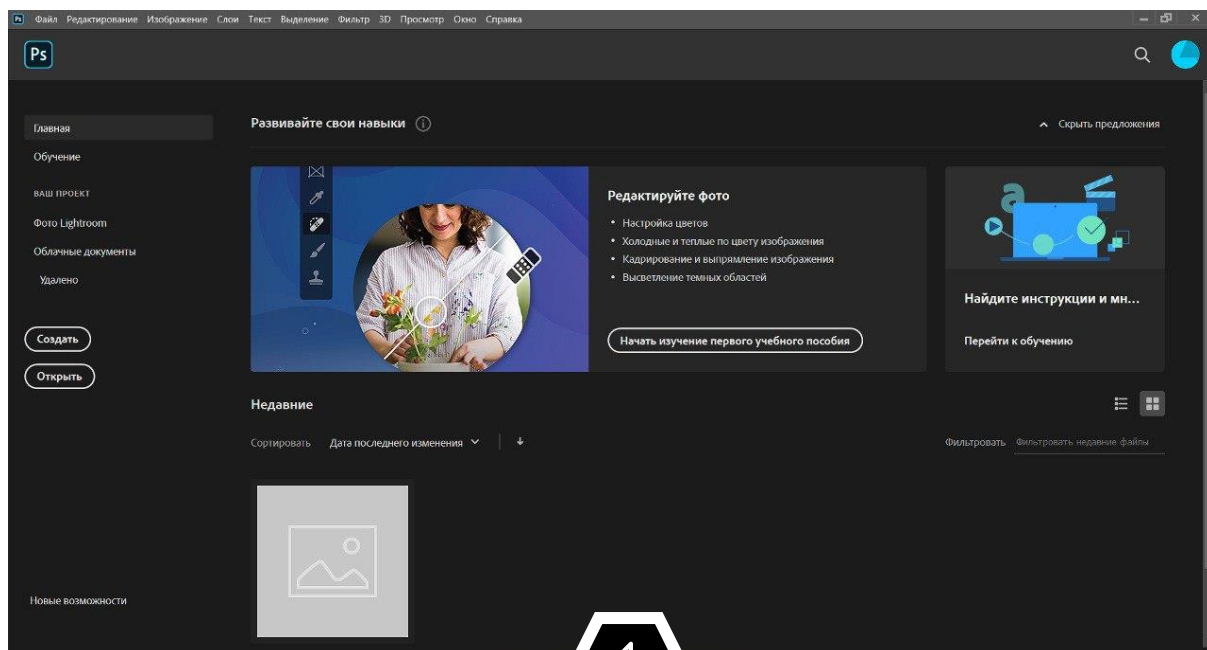 Ps Файл Редактирование Изображение Слои Текст Выделение Фильтр 3D Просмотр Окно Справка
Ps
Главная
Обучение
ВАШ ПРОЕКТ
Фото Lightroom
Облачные документы
Удалено
Создать
Открыть
Новые возможности
Развивайте свои навыки
Скрыть предложения
Редактируйте фото
• Настройка цветов
• Холодные и теплые по цвету изображения
• Кадрирование и выпрямление изображения
• Высветление темных областей
Начать изучение первого учебного пособия
a
Найдите инструкции и мн...
Перейти к обучению
Недавние
Сортировать Дата последнего изменения
Фильтровать Фильтровать недавние файлы